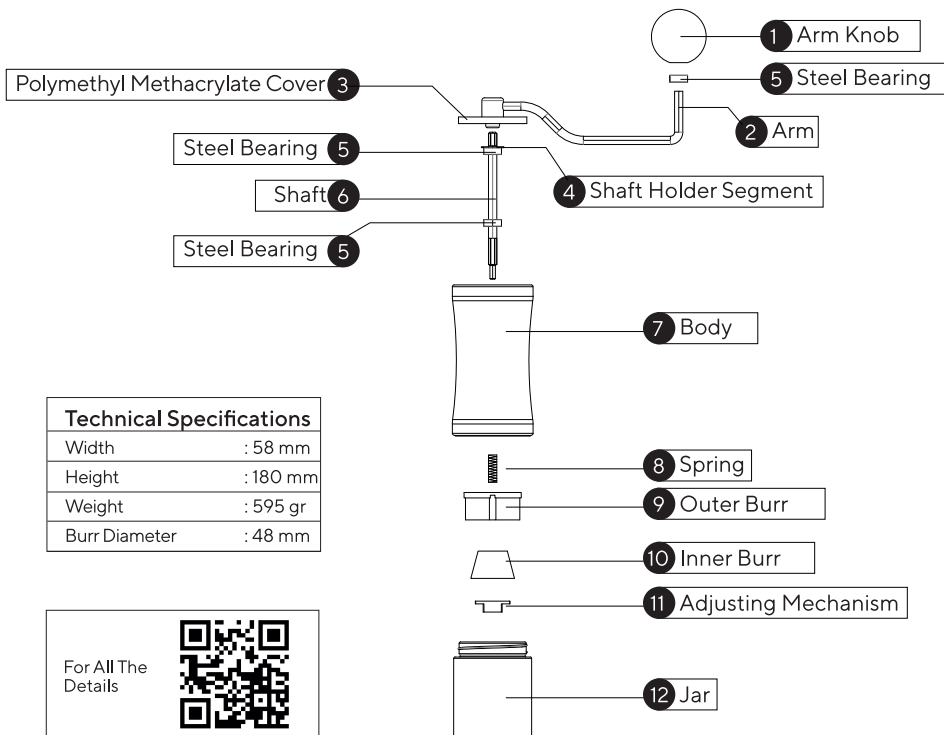 1 Arm Knob
5 Steel Bearing
Polymethyl Methacrylate Cover 3
2 Arm
Steel Bearing 5
4 Shaft Holder Segment
Shaft 6
Steel Bearing 5
7 Body
Technical Specifications
Width : 58 mm
Height : 180 mm
Weight : 595 gr
Burr Diameter : 48 mm
8 Spring
9 Outer Burr
10 Inner Burr
11 Adjusting Mechanism
For All The
Details
12 Jar